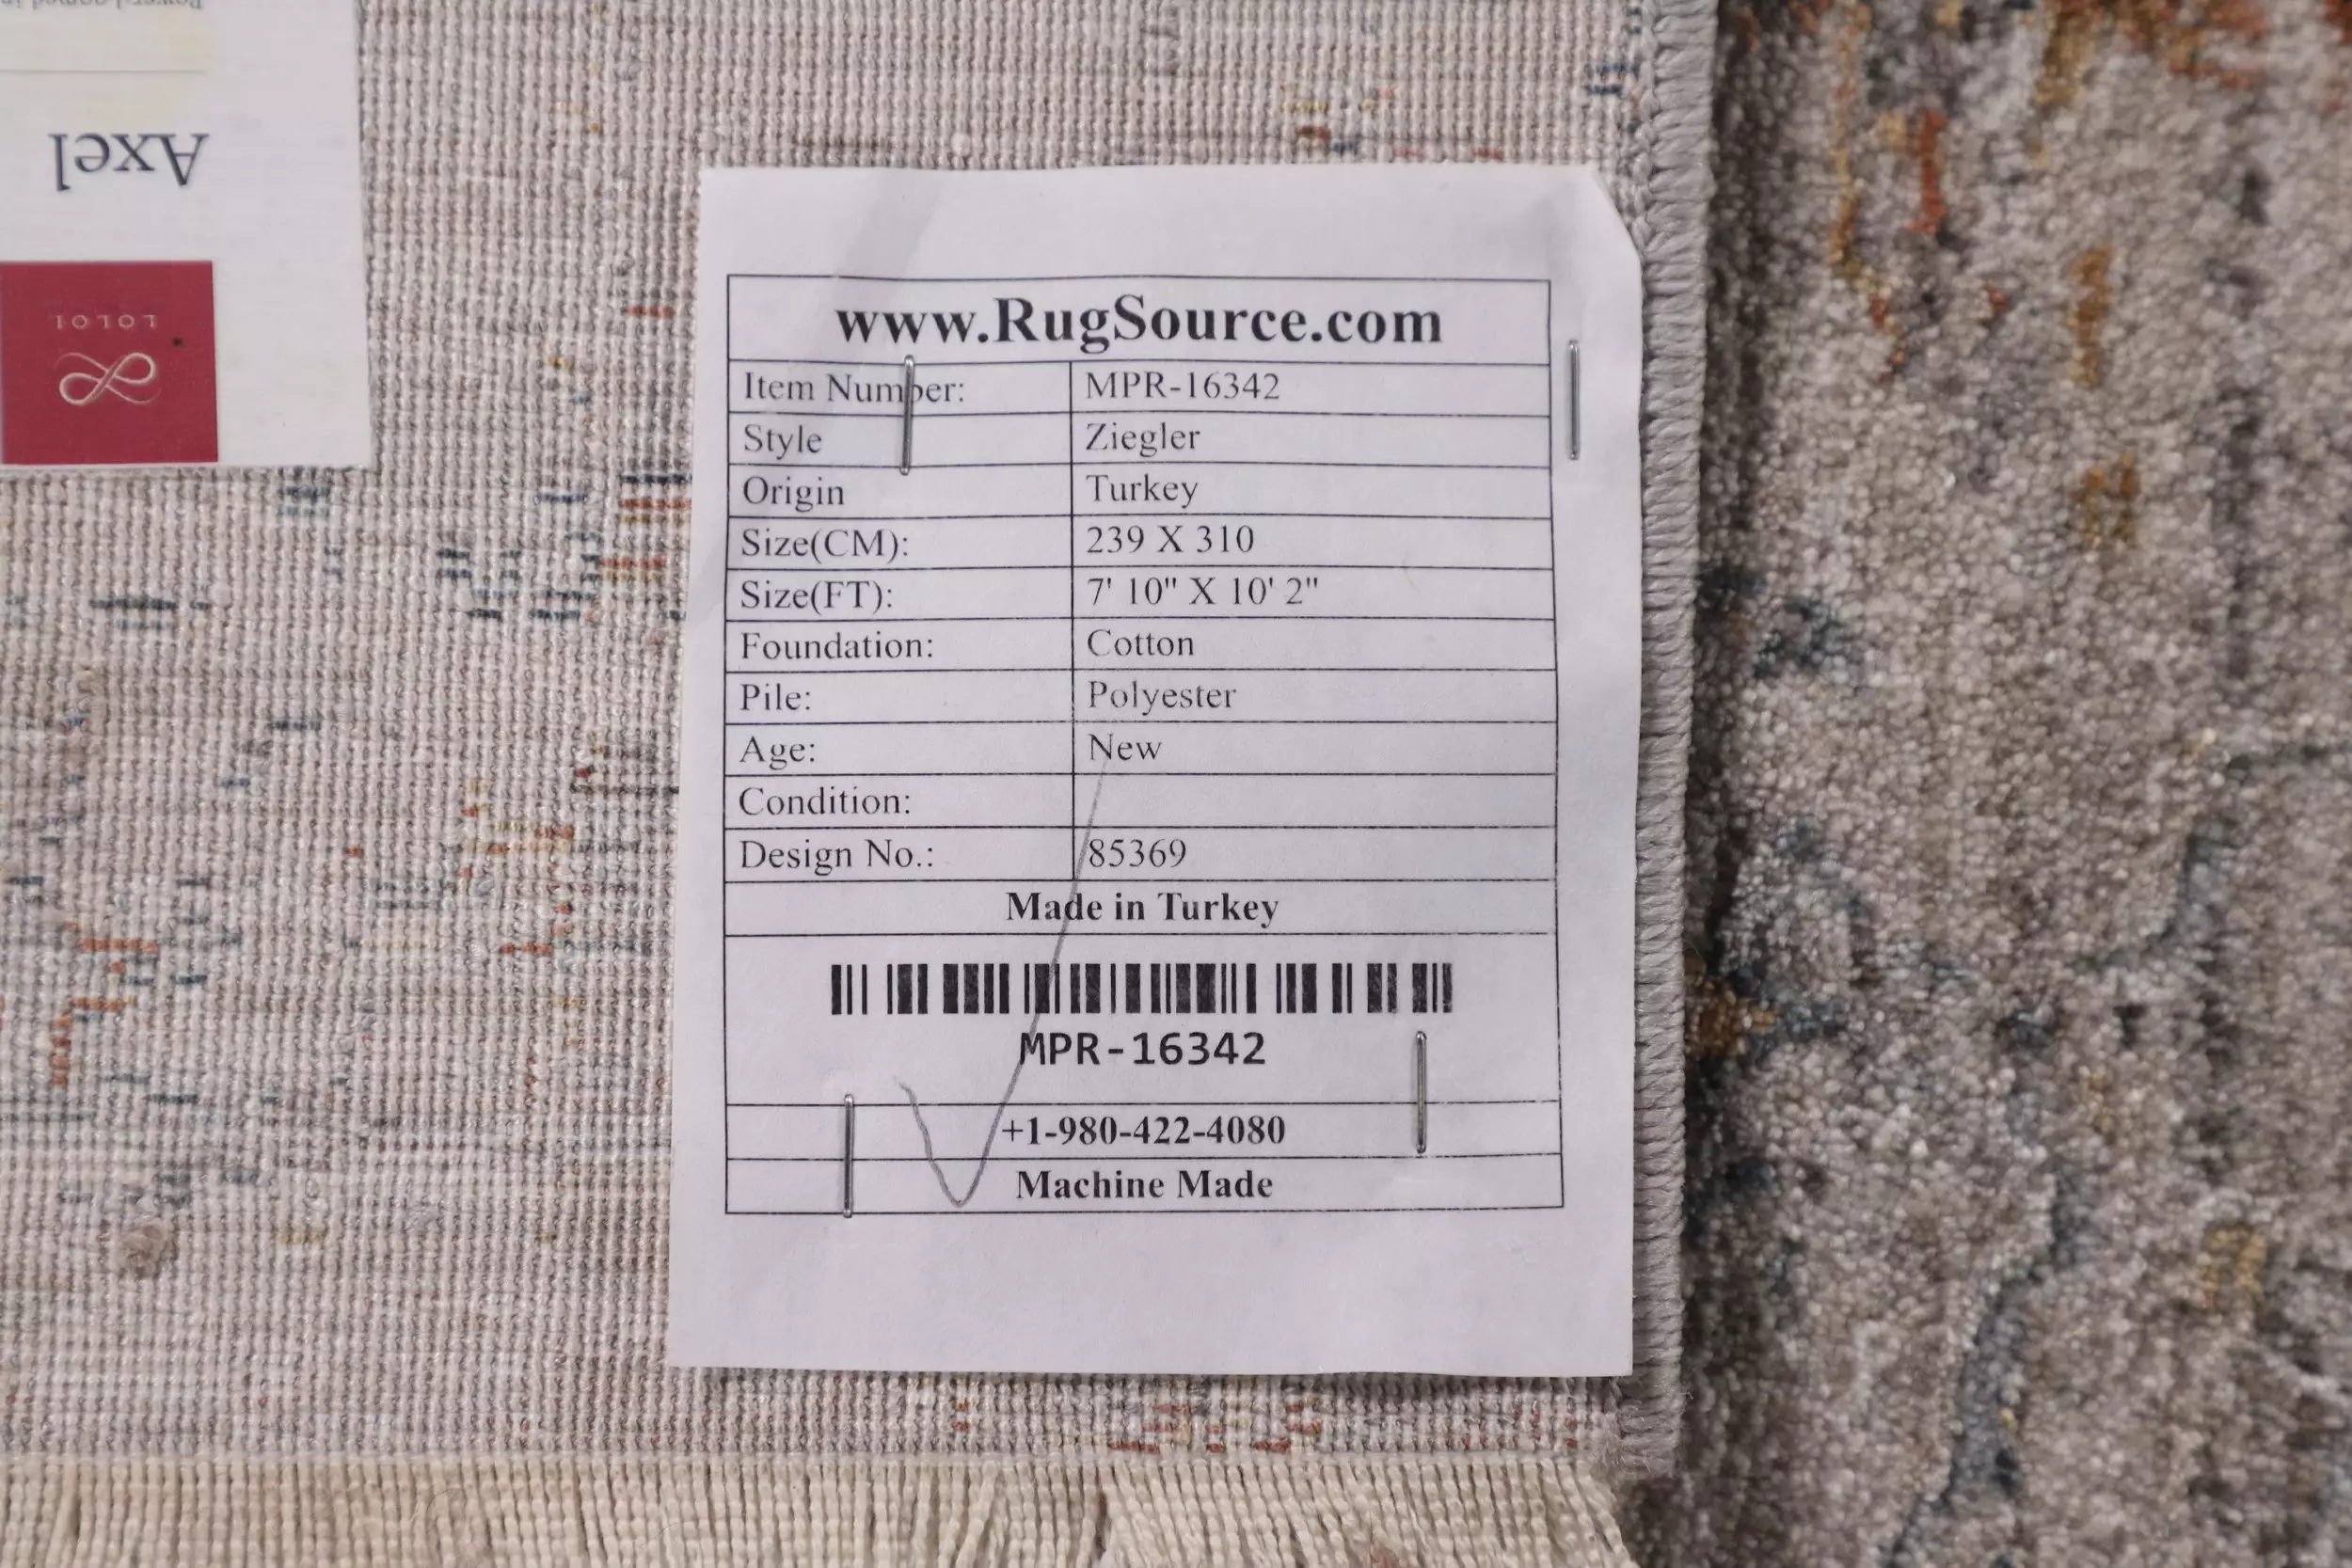 Axel
LOLOI
www.RugSource.com
Item Number: MPR-16342
Style Ziegler
Origin Turkey
Size(CM): 239 X 310
Size(FT): 7' 10" X 10' 2"
Foundation: Cotton
Pile: Polyester
Age: New
Condition:
Design No.: 85369
Made in Turkey
MPR-16342
+1-980-422-4080
Machine Made